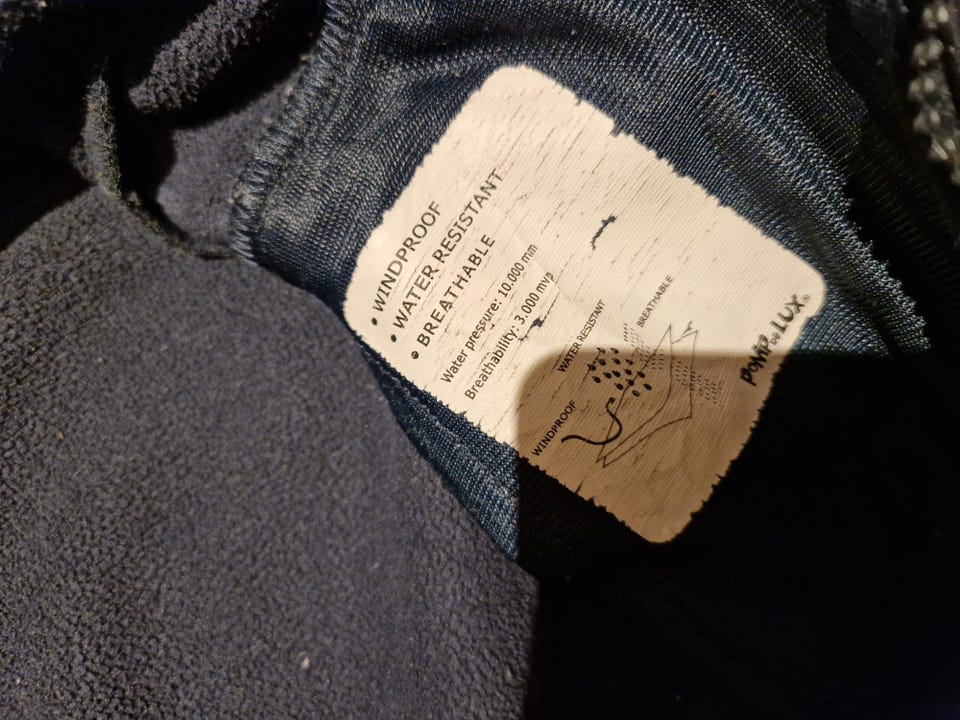 • WINDPROOF
• WATER RESISTANT
• BREATHABLE
Water pressure: 10.000 mm
Breathability: 3.000 mvp
WINDPROOF
WATER RESISTANT
BREATHABLE
POMP DE LUX®